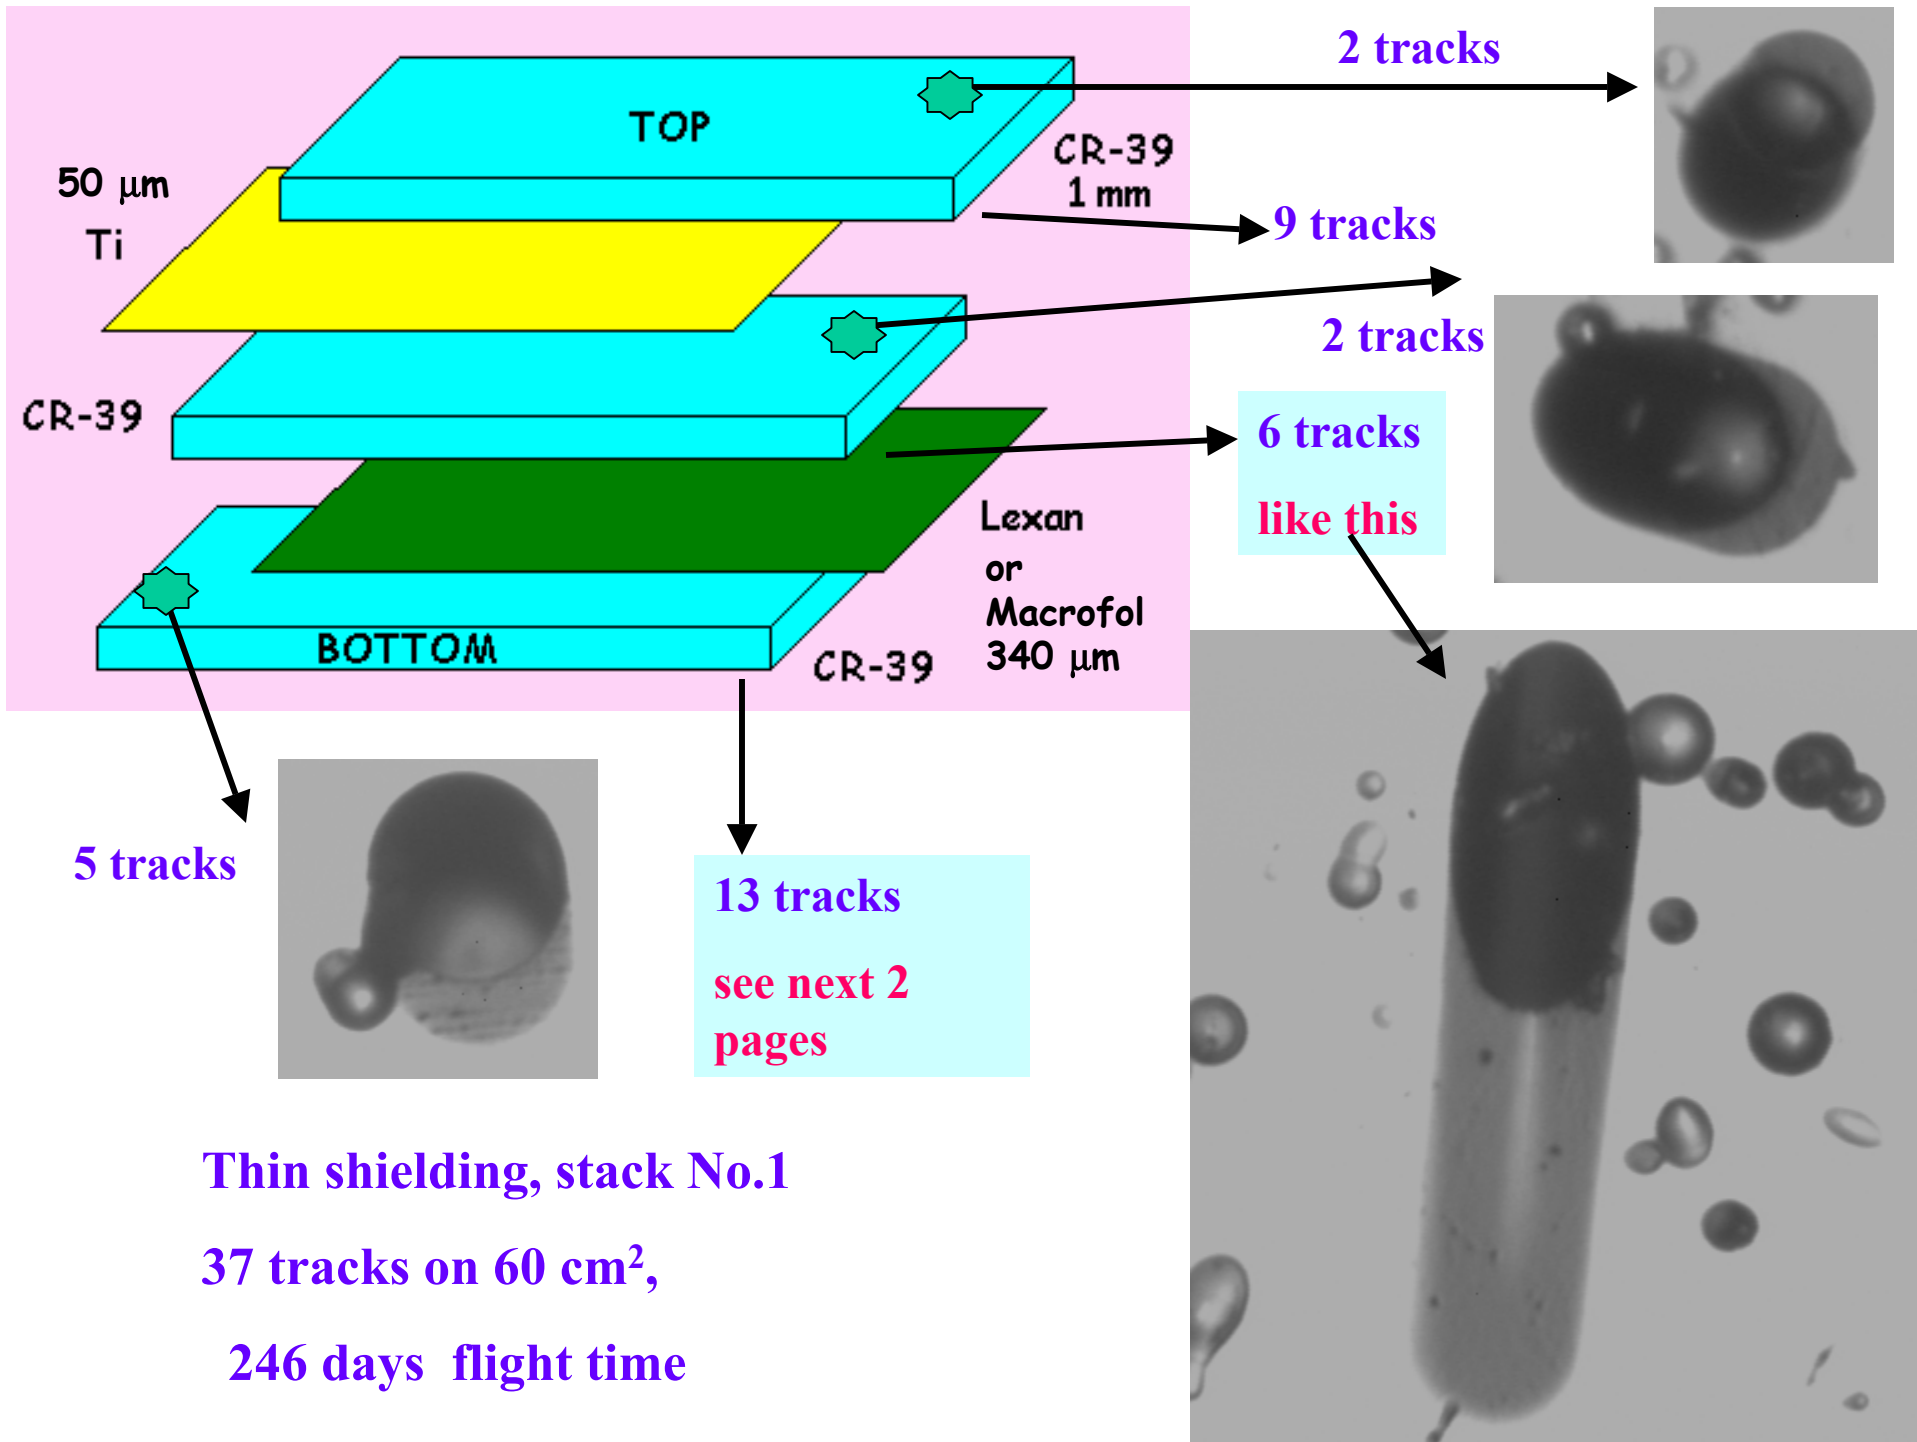 2 tracks
TOP
CR-39
1 mm
50 μm
Ti
9 tracks
2 tracks
CR-39
6 tracks
like this
Lexan
or
Macrofol
340 μm
BOTTOM
CR-39
5 tracks
13 tracks
see next 2
pages
Thin shielding, stack No.1
37 tracks on 60 cm²,
246 days flight time